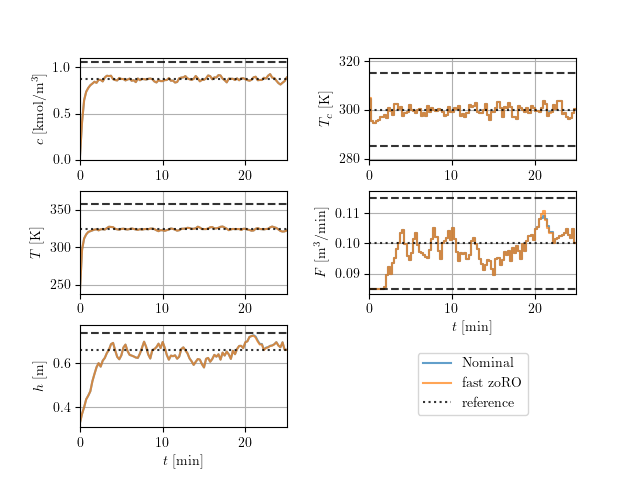 1.0
0.5
0.0
c [kmol/m³]
0
10
20
320
300
280
T_c [K]
0
10
20
350
300
250
T [K]
0
10
20
0.11
0.10
0.09
F [m³/min]
0
10
20
t [min]
0.6
0.4
h [m]
0
10
20
t [min]
Nominal
fast zoRO
reference